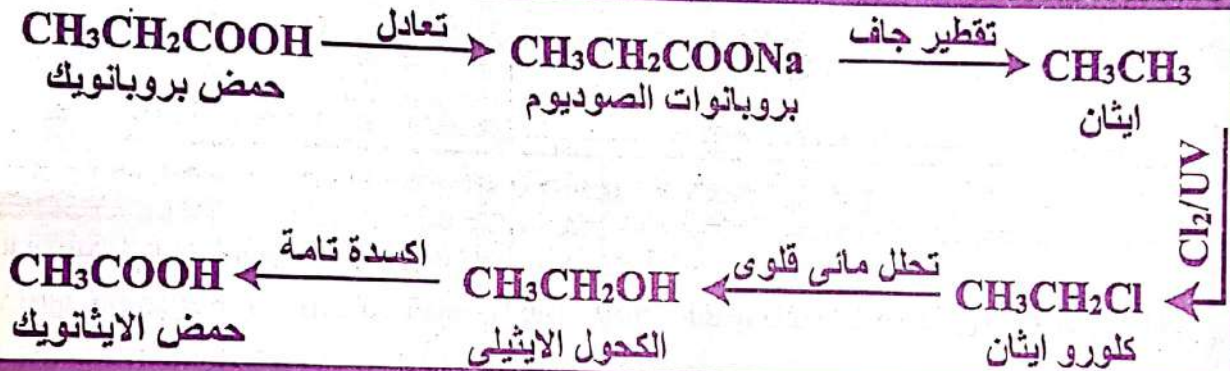 CH₃CH₂COOH تعادل CH₃CH₂COONa تقطير جاف CH₃CH₃
حمض بروبانويك بروبانوات الصوديوم ايثان
Cl₂/UV
CH₃COOH اكسدة تامة CH₃CH₂OH تحلل مائى قلوى CH₃CH₂Cl
حمض الايثانويك الكحول الايثيلى كلورو ايثان